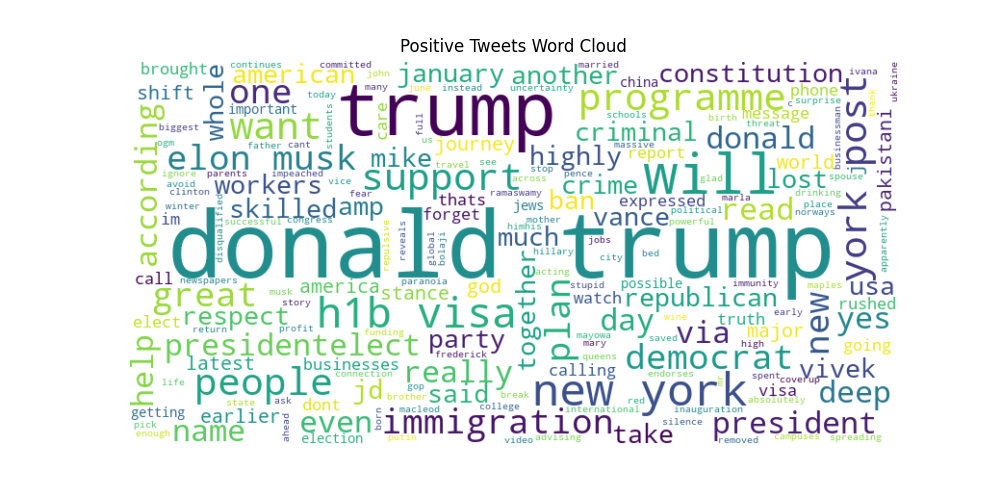 Positive Tweets Word Cloud
brought continues american committed john january another married china constitution
shift whole one today many trump programme phone c surprise ivana ukraine
important want students care full june instead uncertainty criminal birth message thank post
according biggest father cant us journey schools massive threat donald businessman
ogm elon musk mike highly report world
ignore parents impeached support travel see stop pence crime will lost pakistani
avoid workers fear across ramaswamy glad spouse
clinton vice thats jews ban expressed marla read drinking york
winter skilled amp forget mother vance political place norways
im disqualified successful congress repulsive reveals global bolaji himhis much powerful apparently
donald trump
hillary jobs city bed
call newspapers america paranoia god acting possible immunity maples usa
musk stance stupid watch republican rushed
great story h1b visa together plan truth early new
elect respect return profit funding wine day via major yes
help presidentelect party mayowa saved mary high going
latest businesses really frederick queens calling democrat vivek
life people connection jd gop endorses visa spent coverup deep
getting state ask brother said break new york red mr absolutely
pick earlier dont macleod college international inauguration
enough name ahead even born immigration silence president
election putin video advising take removed campuses spreading